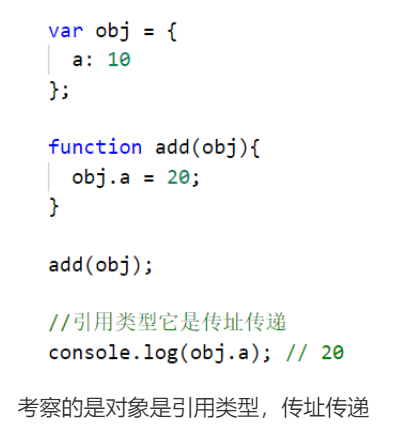 var obj = {
  a: 10
};

function add(obj){
  obj.a = 20;
}

add(obj);

//引用类型它是传址传递
console.log(obj.a); // 20
考察的是对象是引用类型，传址传递